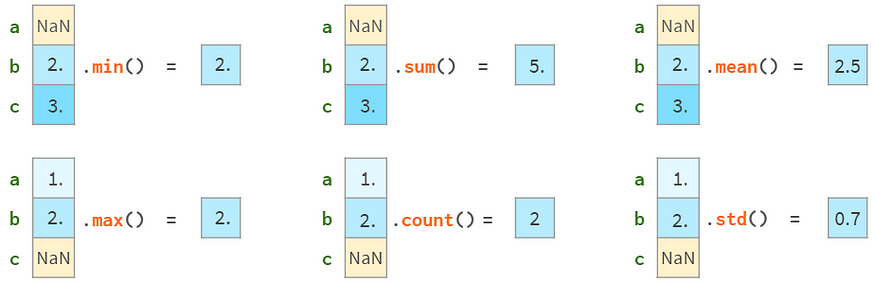 a NaN a NaN a NaN
b 2. .min() = 2. b 2. .sum() = 5. b 2. .mean() = 2.5
c 3. c 3. c 3.
a 1. a 1. a 1.
b 2. .max() = 2. b 2. .count() = 2 b 2. .std() = 0.7
c NaN c NaN c NaN